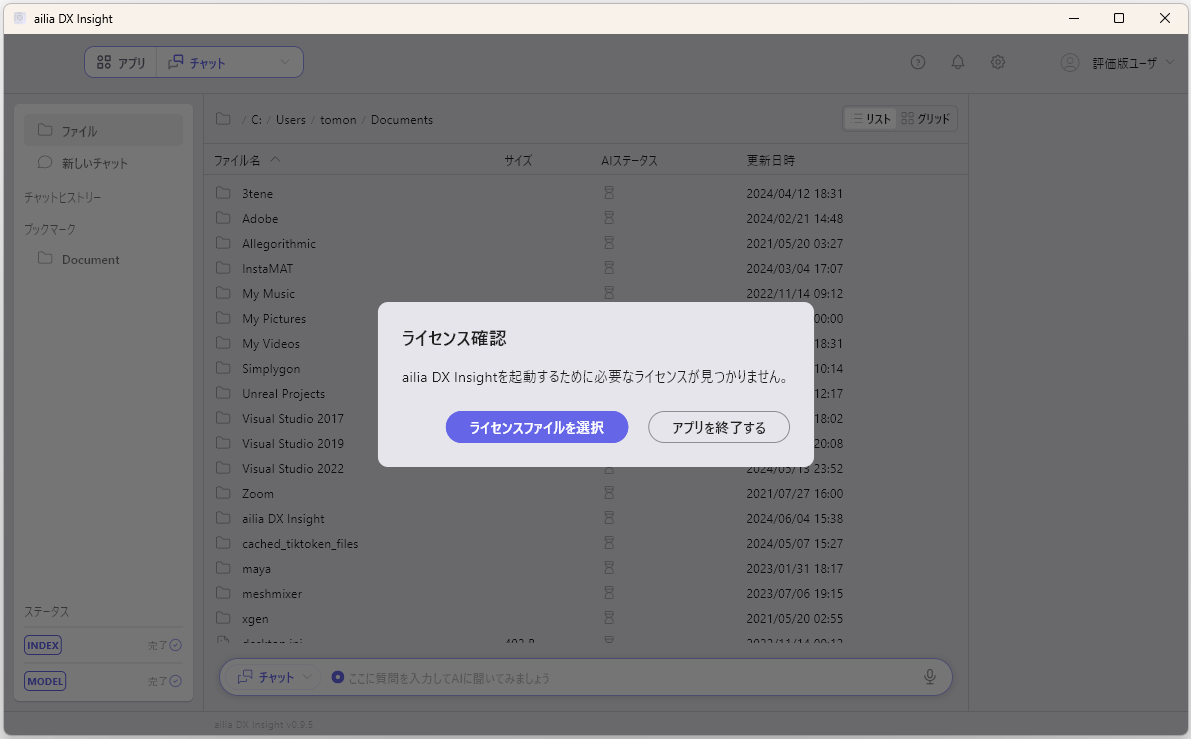 ailia DX Insight
アプリ チャット 評価版ユーザ
ファイル
新しいチャット
チャットヒストリー
ブックマーク
Document
/ C: / Users / tomon / Documents リスト グリッド
ファイル名 サイズ AIステータス 更新日時
3tene 2024/04/12 18:31
Adobe 2024/02/21 14:48
Allegorithmic 2021/05/20 03:27
InstaMAT 2024/03/04 17:07
My Music 2022/11/14 09:12
My Pictures 00:00
My Videos 18:31
Simplygon 10:14
Unreal Projects 12:17
Visual Studio 2017 18:02
Visual Studio 2019 20:08
Visual Studio 2022 2024/05/13 23:52
Zoom 2021/07/27 16:00
ailia DX Insight 2024/06/04 15:38
cached_tiktoken_files 2024/05/07 15:27
maya 2023/01/31 18:17
meshmixer 2023/07/06 19:15
xgen 2021/05/20 02:55
desktop.ini 402 B 2022/11/14 09:12
ライセンス確認
ailia DX Insightを起動するために必要なライセンスが見つかりません。
ライセンスファイルを選択 アプリを終了する
ステータス
INDEX 完了
MODEL 完了
チャット ここに質問を入力してAIに聞いてみましょう
ailia DX Insight v0.9.5